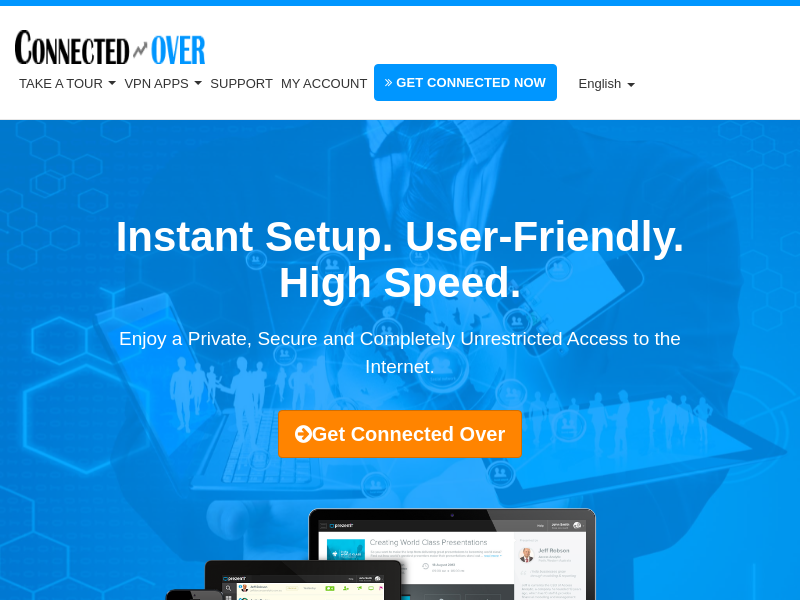 CONNECTED OVER
TAKE A TOUR VPN APPS SUPPORT MY ACCOUNT » GET CONNECTED NOW English
Instant Setup. User-Friendly.
High Speed.
Enjoy a Private, Secure and Completely Unrestricted Access to the
Internet.
Get Connected Over
prezent
Creating World Class Presentations
Jeff Robson